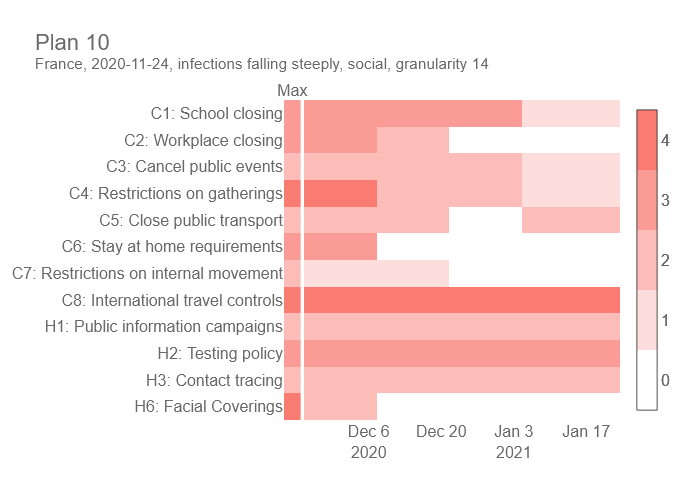 Plan 10
France, 2020-11-24, infections falling steeply, social, granularity 14
Max
C1: School closing
C2: Workplace closing
C3: Cancel public events
C4: Restrictions on gatherings
C5: Close public transport
C6: Stay at home requirements
C7: Restrictions on internal movement
C8: International travel controls
H1: Public information campaigns
H2: Testing policy
H3: Contact tracing
H6: Facial Coverings
Dec 6 Dec 20 Jan 3 Jan 17
2020 2021
4
3
2
1
0